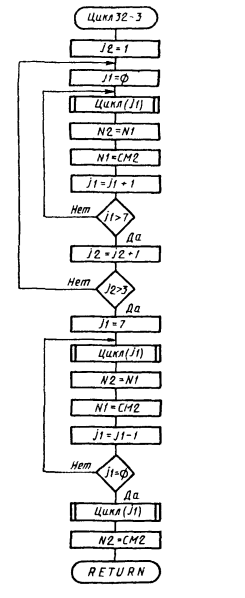 Цикл 32-3
j2=1
j1=ϕ
Цикл(j1)
N2=N1
N1=CM2
j1=j1+1
Нет
j1>7
Да
j2=j2+1
Нет
j2>3
Да
j1=7
Цикл(j1)
N2=N1
N1=CM2
j1=j1-1
Нет
j1=ϕ
Да
Цикл(j1)
N2=CM2
RETURN